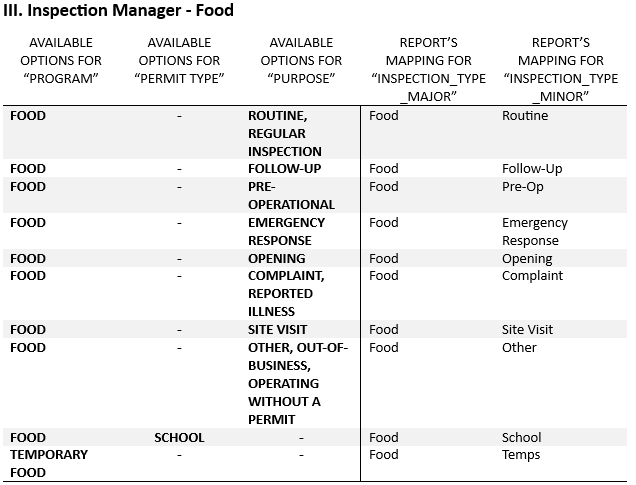 III. Inspection Manager - Food
AVAILABLE OPTIONS FOR “PROGRAM” AVAILABLE OPTIONS FOR “PERMIT TYPE” AVAILABLE OPTIONS FOR “PURPOSE” REPORT’S MAPPING FOR “INSPECTION_TYPE_MAJOR” REPORT’S MAPPING FOR “INSPECTION_TYPE_MINOR”
FOOD - ROUTINE, REGULAR INSPECTION Food Routine
FOOD - FOLLOW-UP Food Follow-Up
FOOD - PRE-OPERATIONAL Food Pre-Op
FOOD - EMERGENCY RESPONSE Food Emergency Response
FOOD - OPENING Food Opening
FOOD - COMPLAINT, REPORTED ILLNESS Food Complaint
FOOD - SITE VISIT Food Site Visit
FOOD - OTHER, OUT-OF-BUSINESS, OPERATING WITHOUT A PERMIT Food Other
FOOD SCHOOL - Food School
TEMPORARY FOOD - - Food Temps